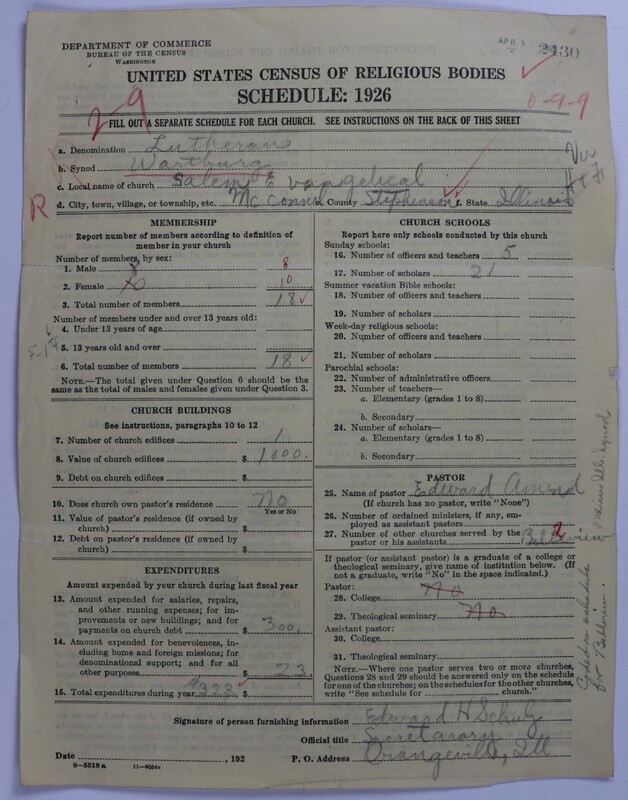 DEPARTMENT OF COMMERCE
BUREAU OF THE CENSUS
WASHINGTON
APR
2430
UNITED STATES CENSUS OF RELIGIOUS BODIES
SCHEDULE: 1926
2-9
0-9-9
FILL OUT A SEPARATE SCHEDULE FOR EACH CHURCH. SEE INSTRUCTIONS ON THE BACK OF THIS SHEET
a. Denomination Lutheran
b. Synod Wartburg
c. Local name of church Salem Evangelical
d. City, town, village, or township, etc. McConnel County Stephenson f. State Illinois
R
MEMBERSHIP
Report number of members according to definition of
member in your church
Number of members, by sex:
1. Male 8 8
2. Female 10 10
3. Total number of members 18
Number of members under and over 13 years old:
4. Under 13 years of age
5. 13 years old and over
6. Total number of members 18
NOTE.—The total given under Question 6 should be
the same as the total of males and females given under Question 3.
CHURCH BUILDINGS
See instructions, paragraphs 10 to 12
7. Number of church edifices 1
8. Value of church edifices $ 1000.
9. Debt on church edifices $
10. Does church own pastor's residence No
Yes or No
11. Value of pastor's residence (if owned by
church) $
12. Debt on pastor's residence (if owned by
church) $
EXPENDITURES
Amount expended by your church during last fiscal year
13. Amount expended for salaries, repairs,
and other running expenses; for im-
provements or new buildings; and for
payments on church debt $ 300.
14. Amount expended for benevolences, in-
cluding home and foreign missions; for
denominational support; and for all
other purposes $ 23.
15. Total expenditures during year $323
CHURCH SCHOOLS
Report here only schools conducted by this church
Sunday schools:
16. Number of officers and teachers 5
17. Number of scholars 21
Summer vacation Bible schools:
18. Number of officers and teachers
19. Number of scholars
Week-day religious schools:
20. Number of officers and teachers
21. Number of scholars
Parochial schools:
22. Number of administrative officers
23. Number of teachers—
a. Elementary (grades 1 to 8)
b. Secondary
24. Number of scholars—
a. Elementary (grades 1 to 8)
b. Secondary
PASTOR
25. Name of pastor Edward Amend
(If church has no pastor, write "None")
26. Number of ordained ministers, if any, em-
ployed as assistant pastors
27. Number of other churches served by the
pastor or his assistants 2
If pastor (or assistant pastor) is a graduate of a college or
theological seminary, give name of institution below. (If
not a graduate, write "No" in the space indicated.)
Pastor:
28. College No
29. Theological seminary No
Assistant pastor:
30. College
31. Theological seminary
NOTE.—Where one pastor serves two or more churches,
Questions 28 and 29 should be answered only on the schedule
for one of the churches; on the schedules for the other churches,
write "See schedule for church."
Signature of person furnishing information Edward H Schulz
Official title Secretarary
Date , 192 P. O. Address Orangeville, Ill
8—5518 a 11—9054